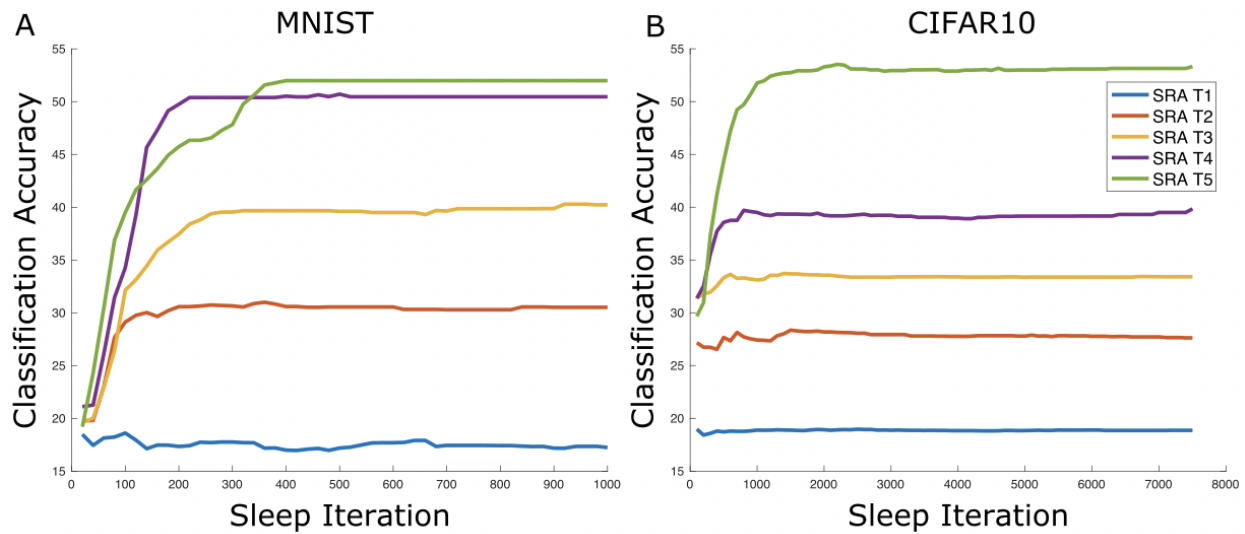 A
MNIST
Classification Accuracy
55
50
45
40
35
30
25
20
15
0
100
200
300
400
500
600
700
800
900
1000
Sleep Iteration
B
CIFAR10
Classification Accuracy
55
50
45
40
35
30
25
20
15
SRA T1
SRA T2
SRA T3
SRA T4
SRA T5
0
1000
2000
3000
4000
5000
6000
7000
8000
Sleep Iteration